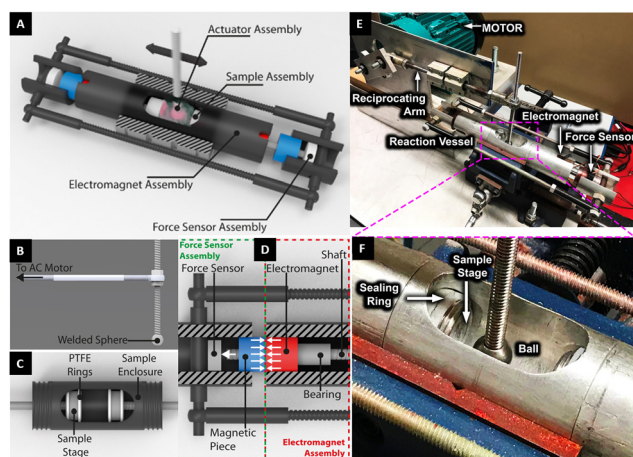 A
Actuator Assembly
Sample Assembly
Electromagnet Assembly
Force Sensor Assembly
B
To AC Motor
Welded Sphere
C
PTFE
Rings
Sample
Enclosure
Sample
Stage
D
Force Sensor
Assembly
Force Sensor
Shaft
Electromagnet
Bearing
Magnetic
Piece
Electromagnet
Assembly
E
MOTOR
Reciprocating
Arm
Electromagnet
Reaction Vessel
Force Sensor
F
Sample
Stage
Sealing
Ring
Ball